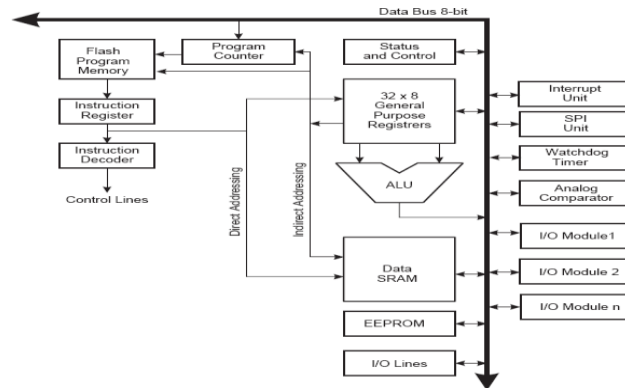 Data Bus 8-bit
Flash
Program
Memory
Program
Counter
Status
and Control
Instruction
Register
32 x 8
General
Purpose
Registrers
Interrupt
Unit
SPI
Unit
Instruction
Decoder
Watchdog
Timer
Control Lines
Direct Addressing
Indirect Addressing
ALU
Analog
Comparator
I/O Module1
Data
SRAM
I/O Module 2
I/O Module n
EEPROM
I/O Lines